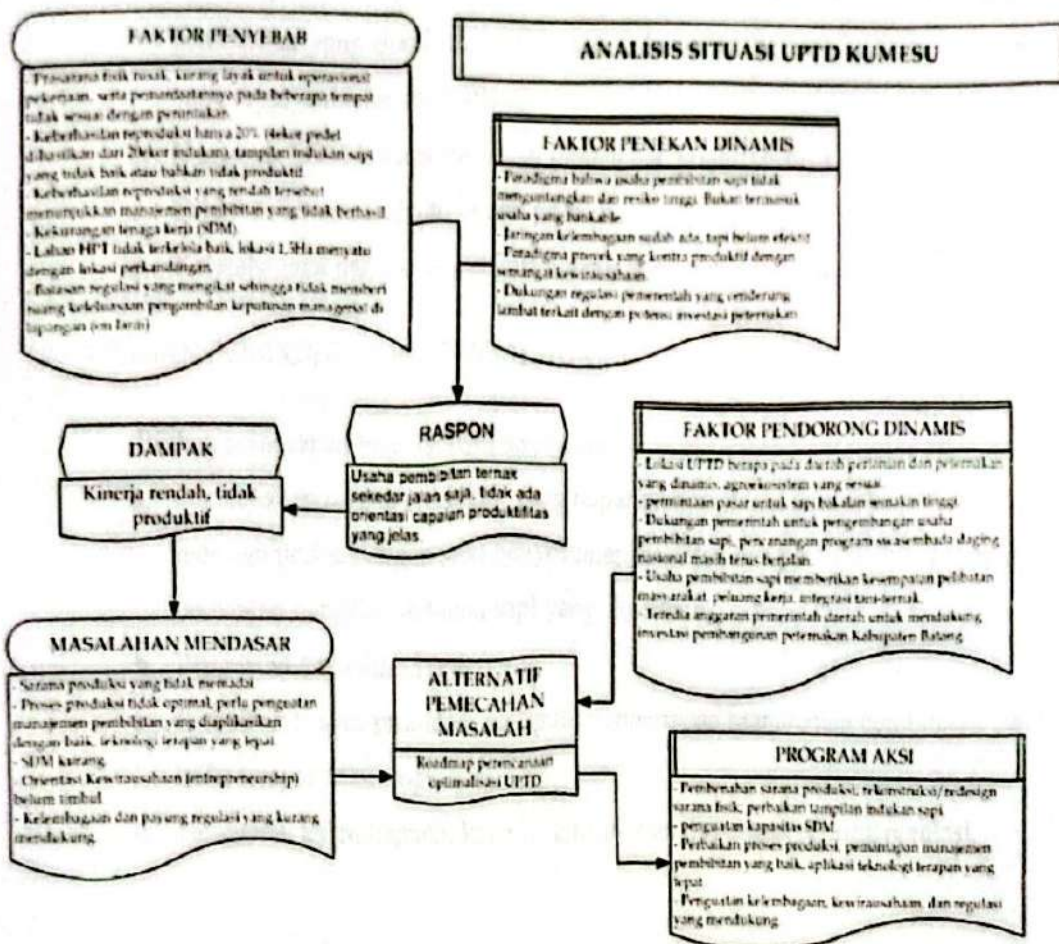 FAKTOR PENYEBAB
- Prasarana fisik rusak, kurang layak untuk operasional
pekerjaan, serta pemanfaatannya pada beberapa tempat
tidak sesuai dengan peruntukan.
- Keberhasilan reproduksi hanya 20% (4ekor pedet
dihasilkan dari 20ekor indukan), tampilan indukan sapi
yang tidak baik atau bahkan tidak produktif
- Keberhasilan reproduksi yang rendah tersebut
menunjukkan manajemen pembibitan yang tidak berhasil
- Kekurangan tenaga kerja (SDM).
- Lahan HPT tidak terkelola baik, lokasi 1,5Ha menyatu
dengan lokasi perkandangan
- Batasan regulasi yang mengikat sehingga tidak memberi
ruang keleluasaan pengambilan keputusan managerial di
lapangan (on farm)
ANALISIS SITUASI UPTD KUMESU
FAKTOR PENEKAN DINAMIS
- Paradigma bahwa usaha pembibitan sapi tidak
menguntungkan dan resiko tinggi. Bukan termasuk
usaha yang bankable
- Jaringan kelembagaan sudah ada, tapi belum efektif
- Paradigma proyek yang kontra produktif dengan
semangat kewirausahaan.
- Dukungan regulasi pemerentah yang cenderung
lambat terkait dengan potensi investasi peternakan
DAMPAK
Kinerja rendah, tidak
produktif
RASPON
Usaha pembibitan ternak
sekedar jalan saja, tidak ada
orientasi capaian produktifitas
yang jelas.
FAKTOR PENDORONG DINAMIS
- Lokasi UPTD berapa pada daerah pertanian dan peternakan
yang dinamis, agroekosistem yang sesuai.
- permintaan pasar untuk sapi bakalan semakin tinggi.
- Dukungan pemerintah untuk pengembangan usaha
pembibitan sapi, pencanangan program swasembada daging
nasional masih terus berjalan.
- Usaha pembibitan sapi memberikan kesempatan pelibatan
masyarakat, peluang kerja, integrasi tani-ternak.
- Teredia anggaran pemerintah daerah untuk mendukung
investasi pembangunan peternakan Kabupaten Batang
MASALAHAN MENDASAR
- Sarana produksi yang tidak memadai
- Proses produksi tidak optimal, perlu penguatan
manajemen pembibitan yang diaplikasikan
dengan baik, teknologi terapan yang tepat
- SDM kurang.
- Orientasi Kewirausahaan (entrepreneurship)
belum timbul
- Kelembagaan dan payung regulasi yang kurang
mendukung.
ALTERNATIF
PEMECAHAN
MASALAH
Roadmap perencanaan
optimalisasi UPTD
PROGRAM AKSI
- Pembenahan sarana produksi, rekonstruksi/redesign
sarana fisik, perbaikan tampilan indukan sapi
- penguatan kapasitas SDM.
- Perbaikan proses produksi, pemantapan manajemen
pembibitan yang baik, aplikasi teknologi terapan yang
tepat
- Penguatan kelembagaan, kewirausahaan, dan regulasi
yang mendukung